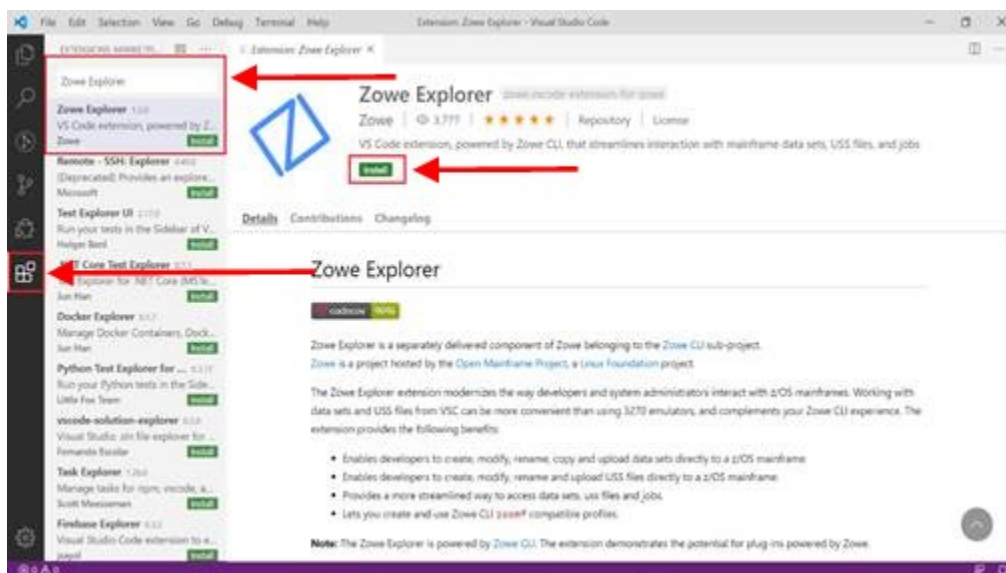 File Edit Selection View Go Debug Terminal Help
Extension: Zowe Explorer - Visual Studio Code
Extension: Zowe Explorer
Zowe Explorer
Zowe Explorer
VS Code extension, powered by Z...
Zowe
Install
Remote - SSH: Explorer
(Deprecated) Provides an explore...
Microsoft
Install
Test Explorer UI
Run your tests in the Sidebar of V...
Holger Benl
Install
.NET Core Test Explorer
Test Explorer for .NET Core (MSTe...
Jun Han
Install
Docker Explorer
Manage Docker Containers, Dock...
Jun Han
Install
Python Test Explorer for ...
Run your Python tests in the Side...
Little Fox Team
Install
vscode-solution-explorer
Visual Studio .sln file explorer for ...
Fernando Escolar
Install
Task Explorer
Manage tasks for npm, vscode, a...
Scott Meesseman
Install
Firebase Explorer
Visual Studio Code extension to e...
Install
Zowe Explorer
Zowe 3,777 Repository License
VS Code extension, powered by Zowe CLI, that streamlines interaction with mainframe data sets, USS files, and jobs
Install
Details Contributions Changelog
Zowe Explorer
codecov 90%
Zowe Explorer is a separately delivered component of Zowe belonging to the Zowe CLI sub-project.
Zowe is a project hosted by the Open Mainframe Project, a Linux Foundation project.
The Zowe Explorer extension modernizes the way developers and system administrators interact with z/OS mainframes. Working with
data sets and USS files from VSC can be more convenient than using 3270 emulators, and complements your Zowe CLI experience. The
extension provides the following benefits:
• Enables developers to create, modify, rename, copy and upload data sets directly to a z/OS mainframe.
• Enables developers to create, modify, rename and upload USS files directly to a z/OS mainframe.
• Provides a more streamlined way to access data sets, uss files and jobs.
• Lets you create and use Zowe CLI zosmf compatible profiles.
Note: The Zowe Explorer is powered by Zowe CLI. The extension demonstrates the potential for plug-ins powered by Zowe.